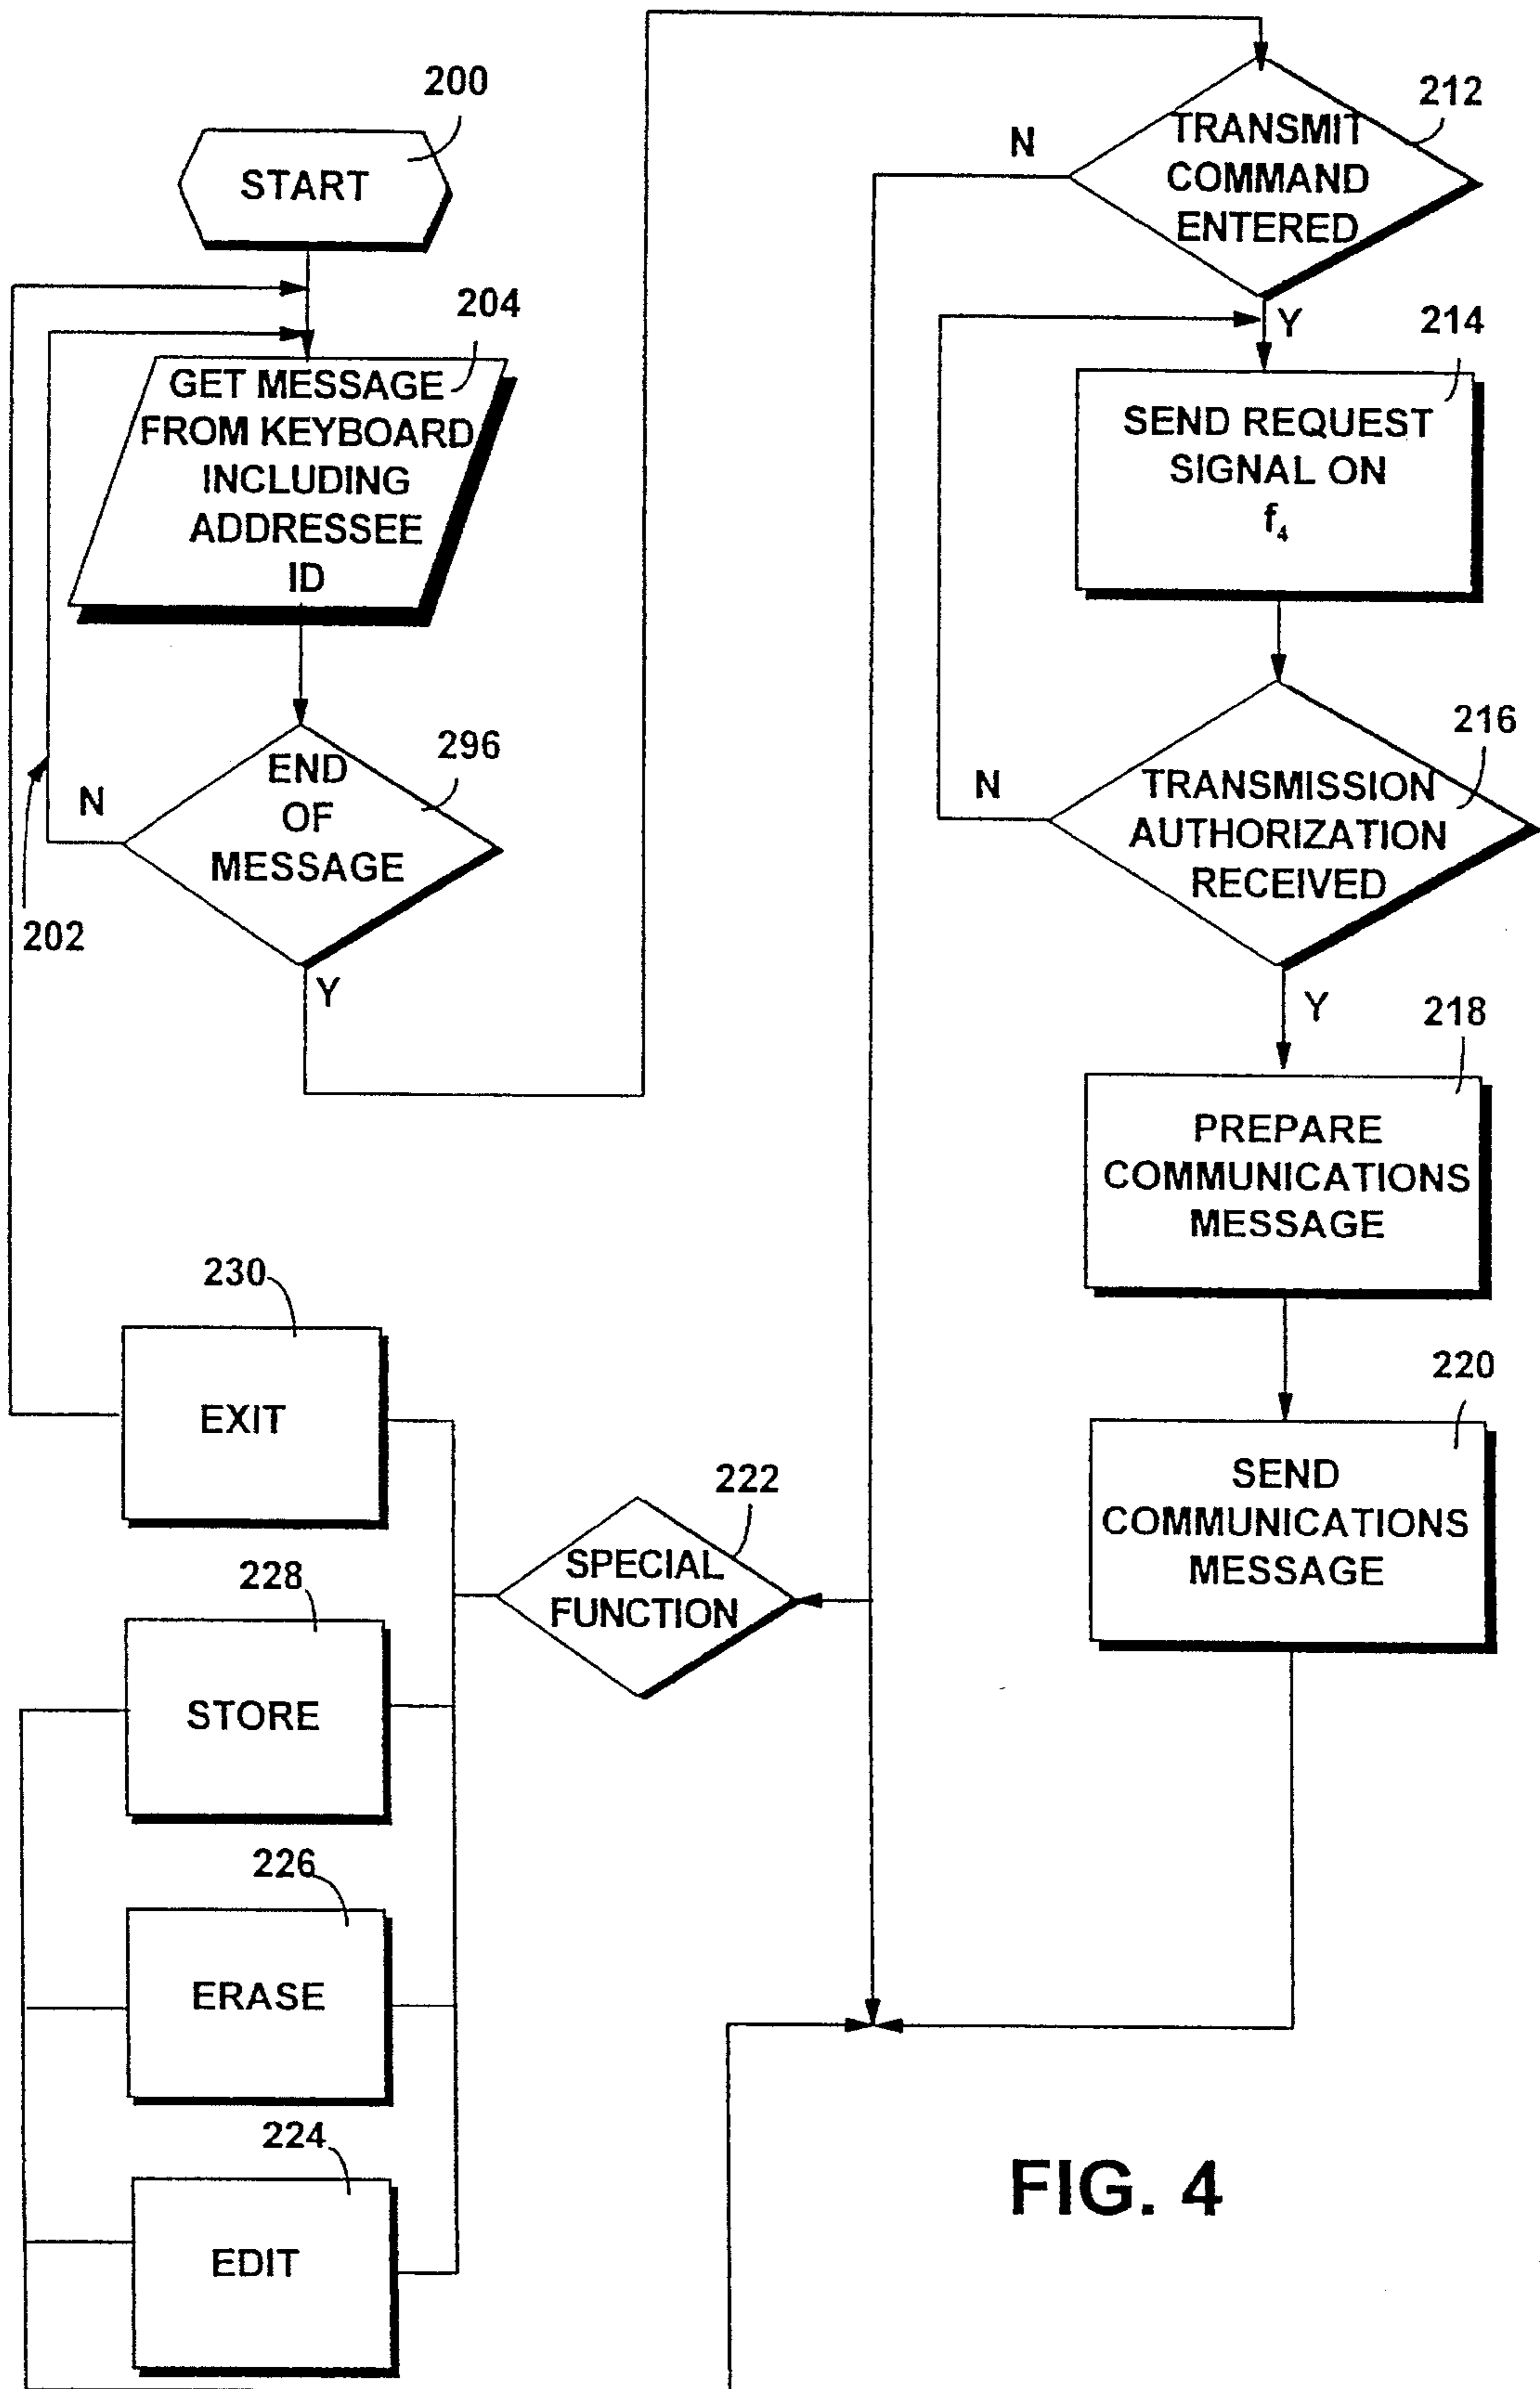 200
START
204
GET MESSAGE
FROM KEYBOARD
INCLUDING
ADDRESSEE
ID
296
END
OF
MESSAGE
N
202
Y
212
TRANSMIT
COMMAND
ENTERED
N
Y
214
SEND REQUEST
SIGNAL ON
f₄
216
TRANSMISSION
AUTHORIZATION
RECEIVED
N
Y
218
PREPARE
COMMUNICATIONS
MESSAGE
220
SEND
COMMUNICATIONS
MESSAGE
222
SPECIAL
FUNCTION
230
EXIT
228
STORE
226
ERASE
224
EDIT
FIG. 4